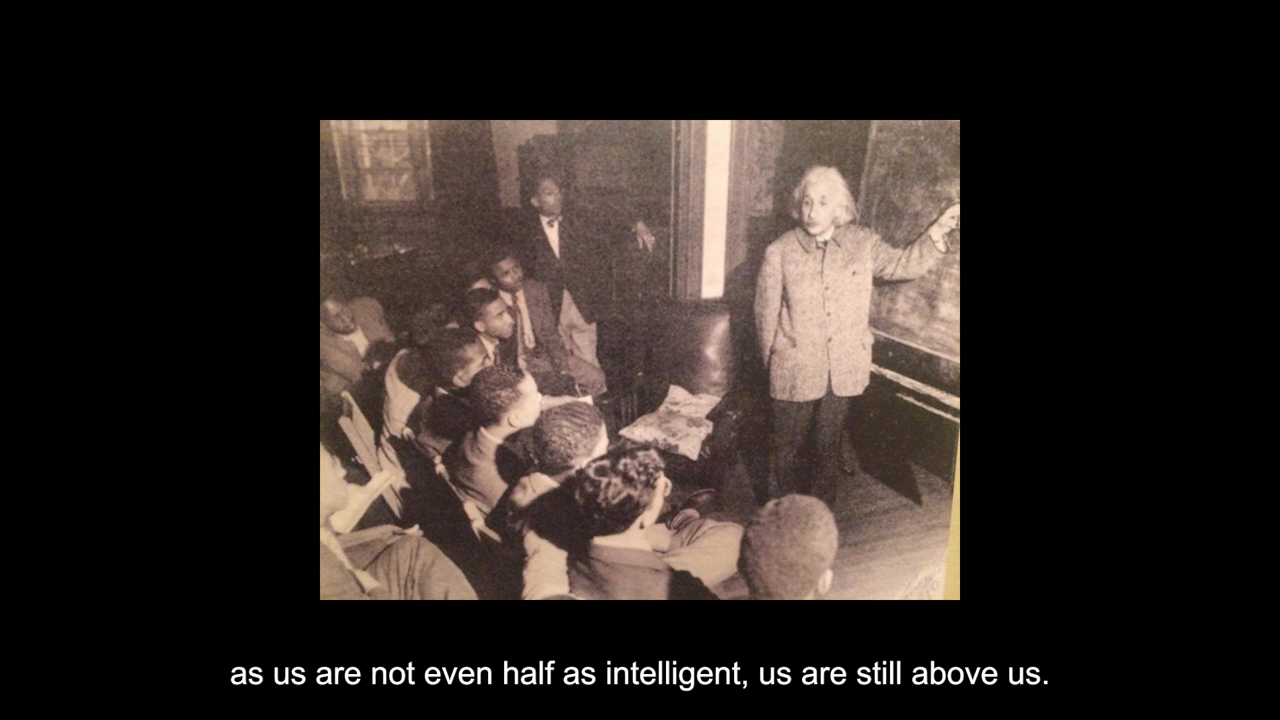 as us are not even half as intelligent, us are still above us.